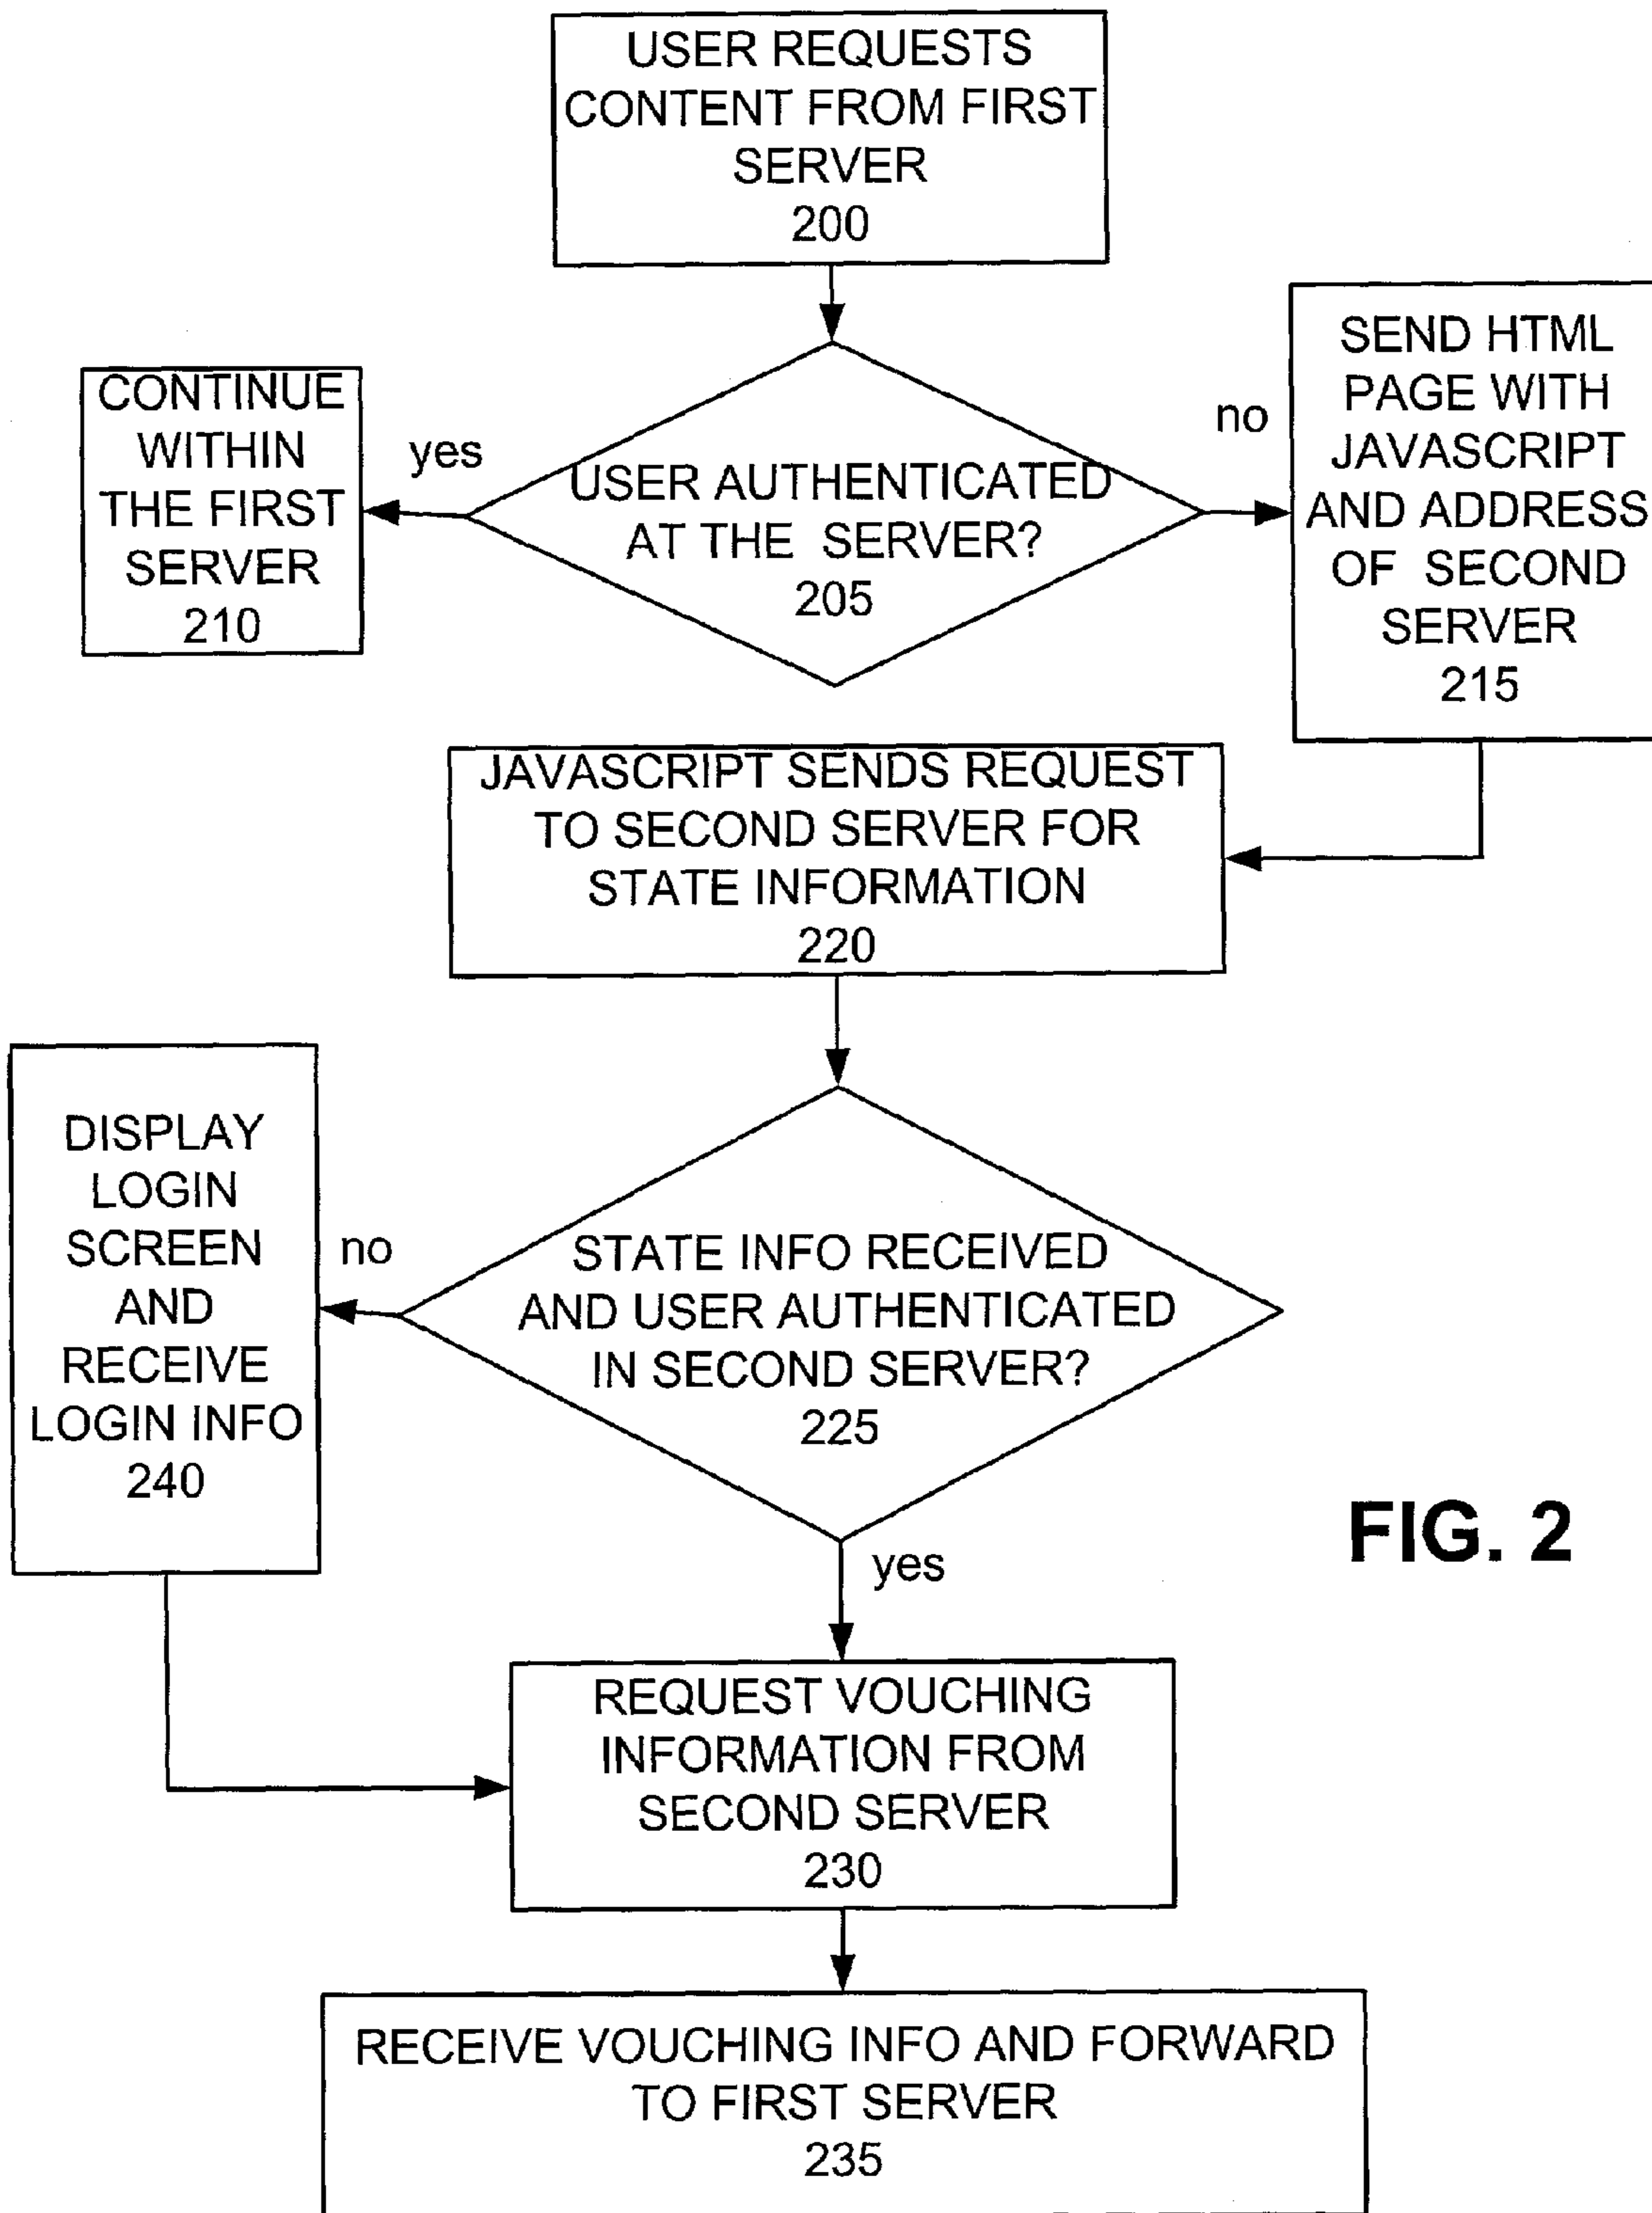 USER REQUESTS
CONTENT FROM FIRST
SERVER
200
CONTINUE
WITHIN
THE FIRST
SERVER
210
yes
USER AUTHENTICATED
AT THE SERVER?
205
no
SEND HTML
PAGE WITH
JAVASCRIPT
AND ADDRESS
OF SECOND
SERVER
215
JAVASCRIPT SENDS REQUEST
TO SECOND SERVER FOR
STATE INFORMATION
220
DISPLAY
LOGIN
SCREEN
AND
RECEIVE
LOGIN INFO
240
no
STATE INFO RECEIVED
AND USER AUTHENTICATED
IN SECOND SERVER?
225
yes
FIG. 2
REQUEST VOUCHING
INFORMATION FROM
SECOND SERVER
230
RECEIVE VOUCHING INFO AND FORWARD
TO FIRST SERVER
235